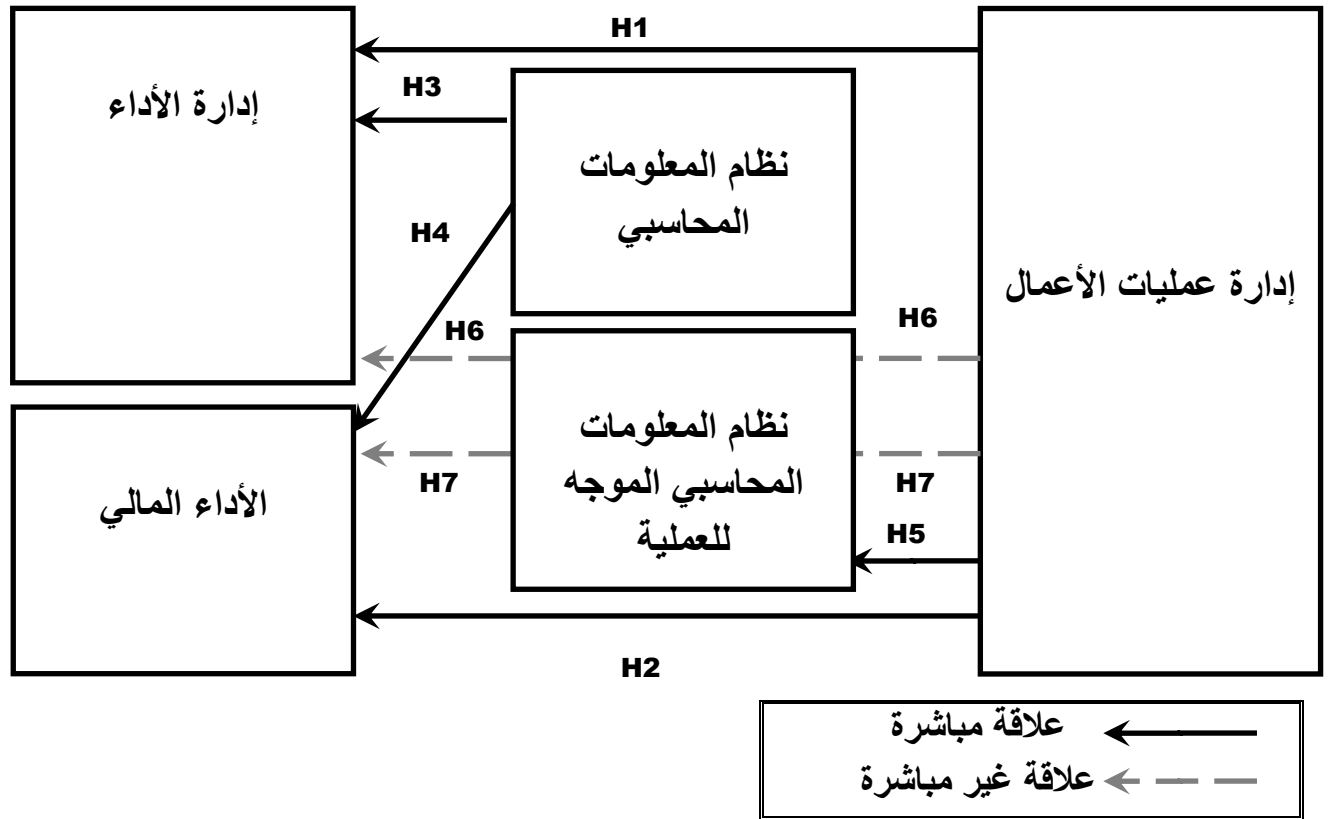 H1
إدارة الأداء
H3
نظام المعلومات
المحاسبي
H4
إدارة عمليات الأعمال
H6
H6
نظام المعلومات
المحاسبي الموجه
للعملية
الأداء المالي
H7
H7
H5
H2
علاقة مباشرة
علاقة غير مباشرة